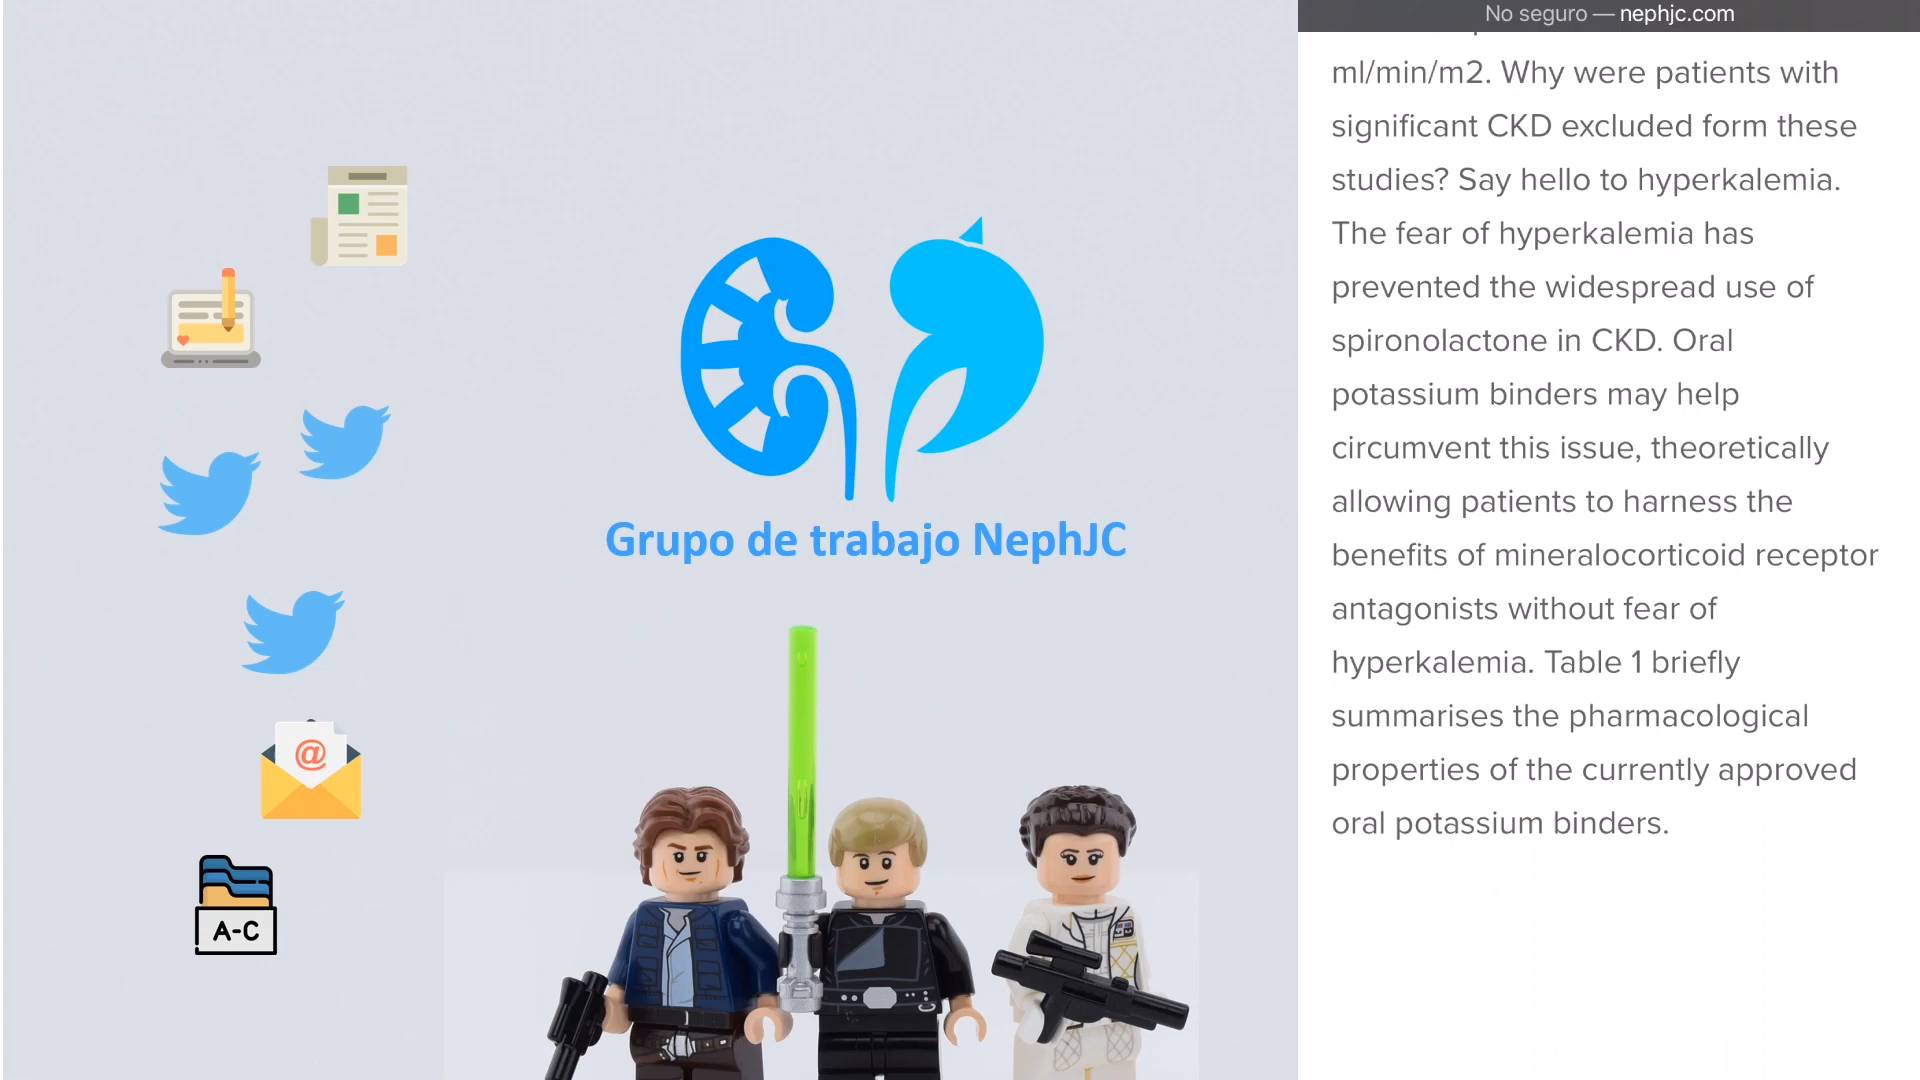 No seguro — nephjc.com
ml/min/m2. Why were patients with
significant CKD excluded form these
studies? Say hello to hyperkalemia.
The fear of hyperkalemia has
prevented the widespread use of
spironolactone in CKD. Oral
potassium binders may help
circumvent this issue, theoretically
allowing patients to harness the
benefits of mineralocorticoid receptor
antagonists without fear of
hyperkalemia. Table 1 briefly
summarises the pharmacological
properties of the currently approved
oral potassium binders.
Grupo de trabajo NephJC
@
A-C